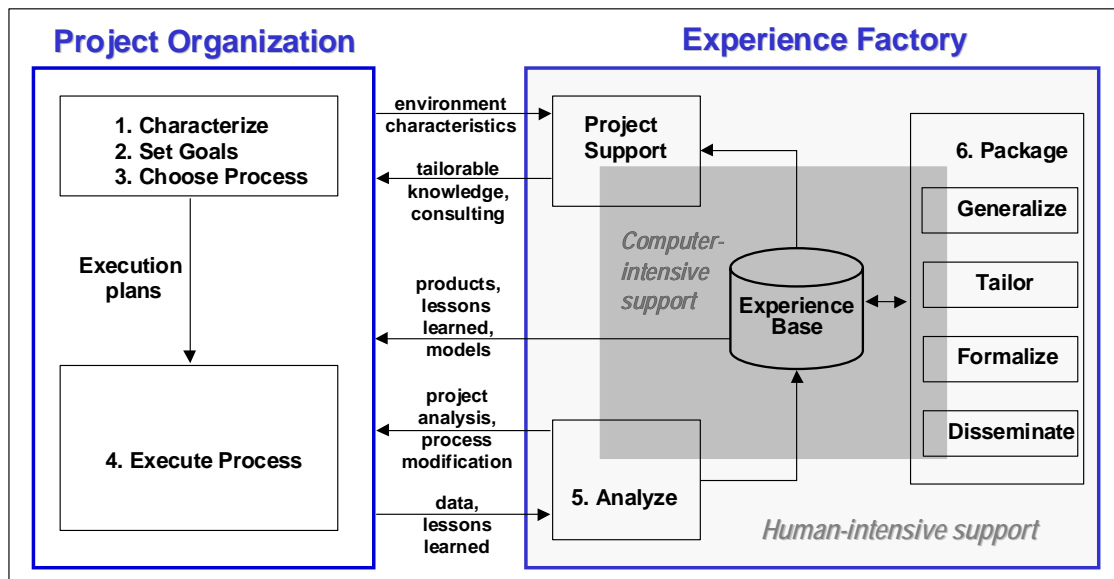 Project Organization
1. Characterize
2. Set Goals
3. Choose Process
Execution
plans
4. Execute Process
environment
characteristics
tailorable
knowledge,
consulting
products,
lessons
learned,
models
project
analysis,
process
modification
data,
lessons
learned
Experience Factory
Project
Support
Computer-
intensive
support
Experience
Base
5. Analyze
6. Package
Generalize
Tailor
Formalize
Disseminate
Human-intensive support